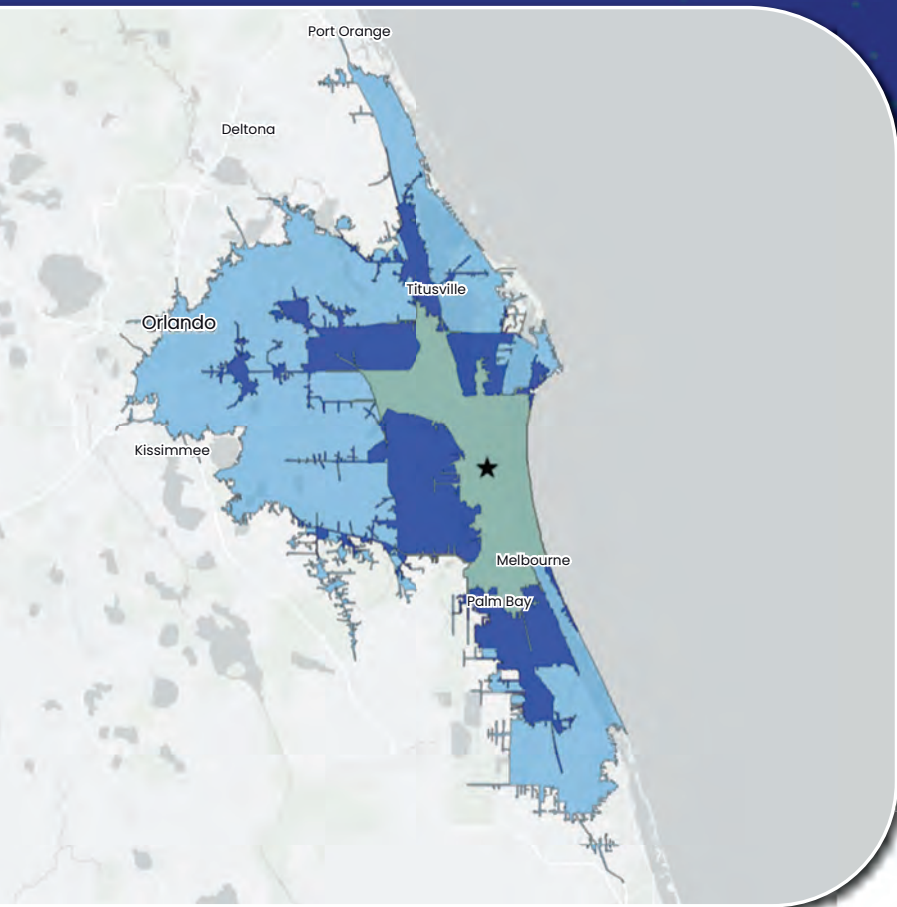 Port Orange
Deltona
Titusville
Orlando
Kissimmee
Melbourne
Palm Bay